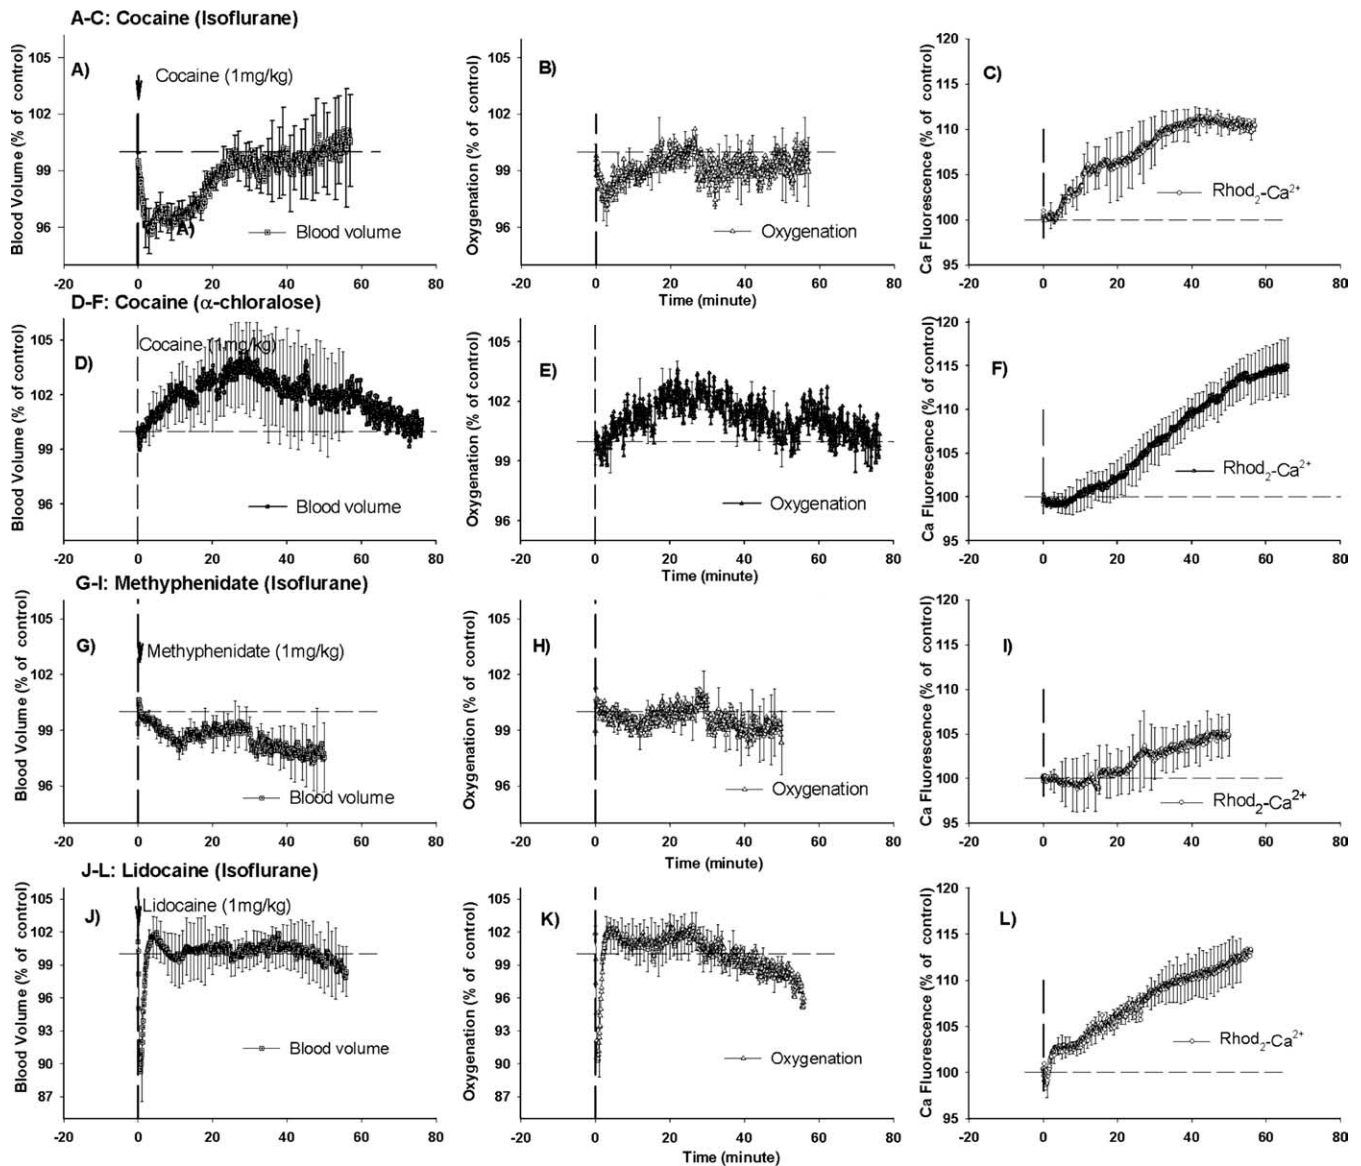 A-C: Cocaine (Isoflurane)
Blood Volume (% of control)
105
102
99
96
A)
Cocaine (1mg/kg)
A)
Blood volume
-20 0 20 40 60 80
Oxygenation (% of control)
105
102
99
96
B)
Oxygenation
-20 0 20 40 60 80
Time (minute)
Ca Fluorescence (% of control)
120
115
110
105
100
95
C)
Rhod2-Ca2+
-20 0 20 40 60 80
D-F: Cocaine (α-chloralose)
Blood Volume (% of control)
105
102
99
96
D)
Cocaine (1mg/kg)
Blood volume
-20 0 20 40 60 80
Oxygenation (% of control)
105
102
99
96
E)
Oxygenation
-20 0 20 40 60 80
Time (minute)
Ca Fluorescence (% of control)
120
115
110
105
100
95
F)
Rhod2-Ca2+
-20 0 20 40 60 80
G-I: Methyphenidate (Isoflurane)
Blood Volume (% of control)
105
102
99
96
G)
Methyphenidate (1mg/kg)
Blood volume
-20 0 20 40 60 80
Oxygenation (% of control)
105
102
99
96
H)
Oxygenation
-20 0 20 40 60 80
Time (minute)
Ca Fluorescence (% of control)
120
115
110
105
100
95
I)
Rhod2-Ca2+
-20 0 20 40 60 80
J-L: Lidocaine (Isoflurane)
Blood Volume (% of control)
105
102
99
96
93
90
87
J)
Lidocaine (1mg/kg)
Blood volume
-20 0 20 40 60 80
Oxygenation (% of control)
105
102
99
96
93
90
87
K)
Oxygenation
-20 0 20 40 60 80
Time (minute)
Ca Fluorescence (% of control)
120
115
110
105
100
95
L)
Rhod2-Ca2+
-20 0 20 40 60 80